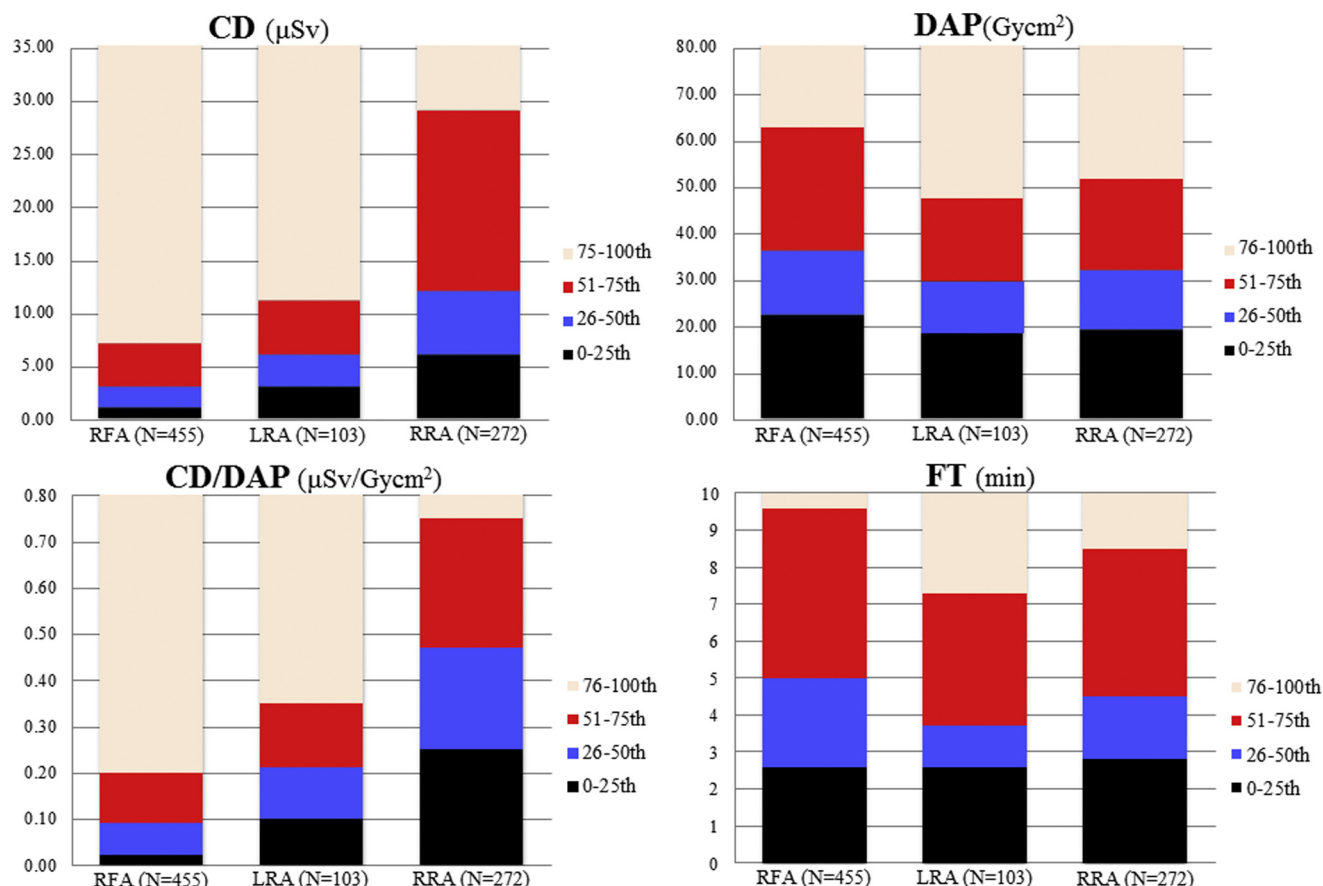 CD (μSv)
35.00
30.00
25.00
20.00
15.00
10.00
5.00
0.00
RFA (N=455) LRA (N=103) RRA (N=272)
75-100th
51-75th
26-50th
0-25th
DAP(Gycm²)
80.00
70.00
60.00
50.00
40.00
30.00
20.00
10.00
0.00
RFA (N=455) LRA (N=103) RRA (N=272)
76-100th
51-75th
26-50th
0-25th
CD/DAP (μSv/Gycm²)
0.80
0.70
0.60
0.50
0.40
0.30
0.20
0.10
0.00
RFA (N=455) LRA (N=103) RRA (N=272)
76-100th
51-75th
26-50th
0-25th
FT (min)
10
9
8
7
6
5
4
3
2
1
0
RFA (N=455) LRA (N=103) RRA (N=272)
76-100th
51-75th
26-50th
0-25th